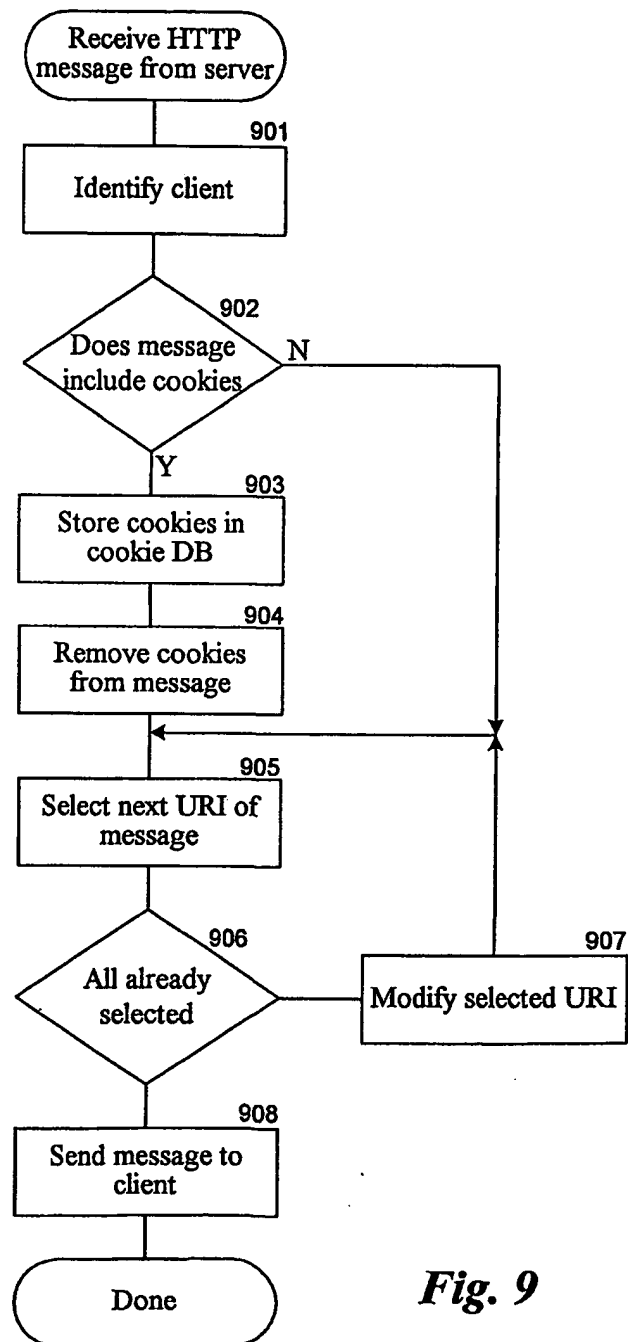 Receive HTTP
message from server
901
Identify client
902
Does message
include cookies
N
Y
903
Store cookies in
cookie DB
904
Remove cookies
from message
905
Select next URI of
message
906
All already
selected
907
Modify selected URI
908
Send message to
client
Done
Fig. 9